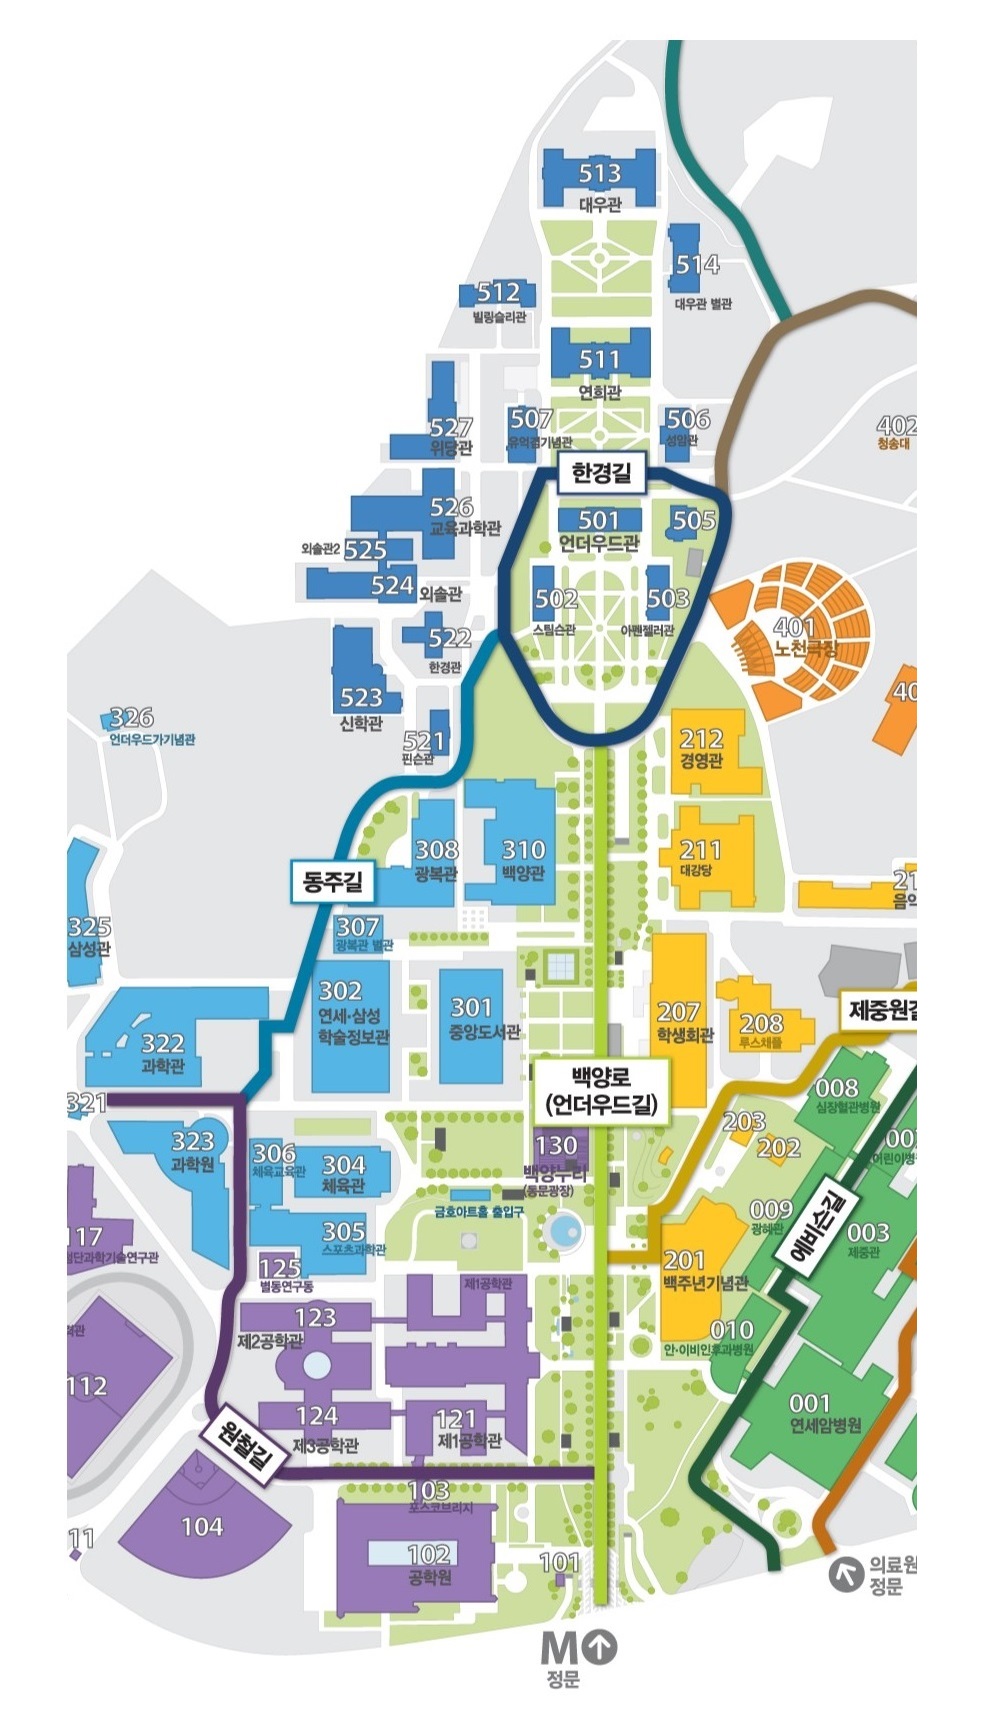 513
대우관
514
대우관 별관
512
빌링슬리관
511
연희관
527
위당관
507
유억겸기념관
506
성암관
402
청송대
한경길
501
언더우드관
505
526
교육과학관
외솔관2 525
524 외솔관
502
스팀슨관
503
아펜젤러관
401
노천극장
522
한경관
523
신학관
521
핀슨관
40
326
언더우드가기념관
212
경영관
211
대강당
308
광복관
310
백양관
동주길
307
광복관 별관
21
음악
325
삼성관
302
연세·삼성
학술정보관
301
중앙도서관
207
학생회관
208
루스채플
제중원길
322
과학관
321
백양로
(언더우드길)
008
심장혈관병원
203
202
323
과학원
306
체육교육관
304
체육관
130
백양누리
(동문광장)
금호아트홀 출입구
00
어린이병
009
광혜관
에비슨길
003
제중관
117
첨단과학기술연구관
305
스포츠과학관
125
별동연구동
201
백주년기념관
제1공학관
123
제2공학관
010
안·이비인후과병원
112
124
제3공학관
121
제1공학관
001
연세암병원
원철길
103
포스코브리지
104
11
102
공학원
101
의료원
정문
M
정문